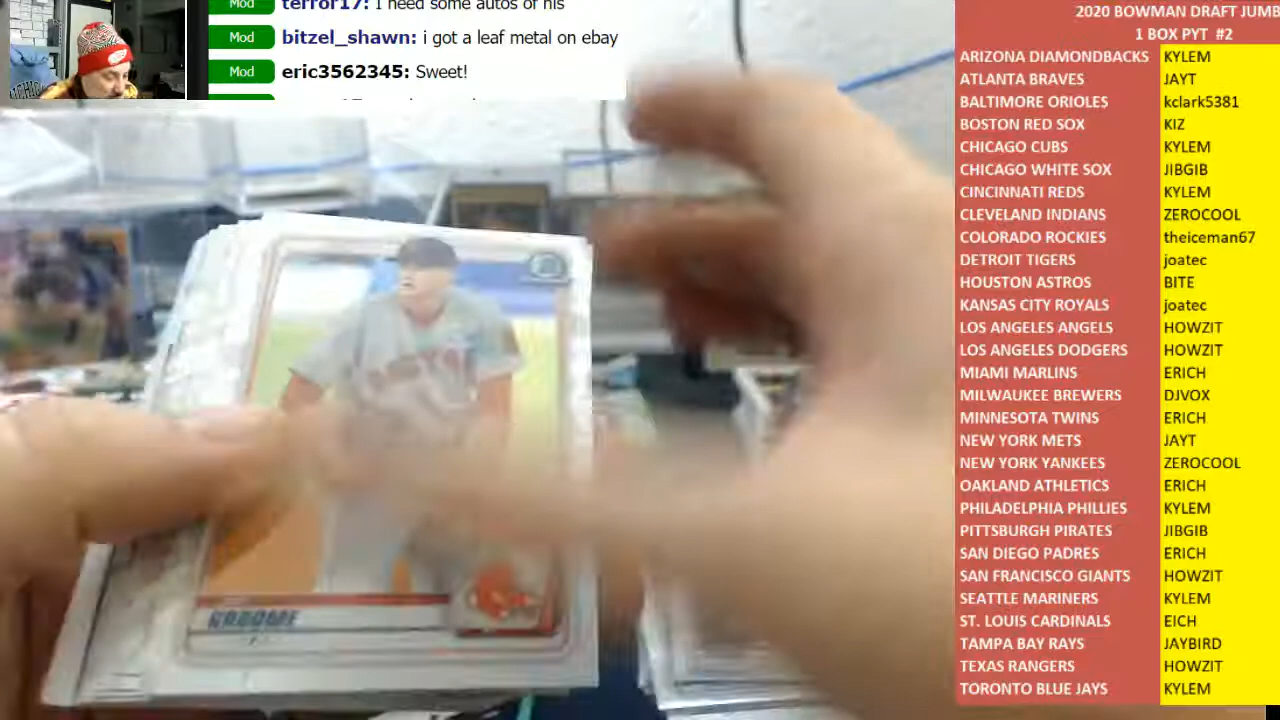 Mod terror17: I need some autos of his
Mod bitzel_shawn: i got a leaf metal on ebay
Mod eric3562345: Sweet!
2020 BOWMAN DRAFT JUMB
1 BOX PYT #2
ARIZONA DIAMONDBACKS KYLEM
ATLANTA BRAVES JAYT
BALTIMORE ORIOLES kclark5381
BOSTON RED SOX KIZ
CHICAGO CUBS KYLEM
CHICAGO WHITE SOX JIBGIB
CINCINNATI REDS KYLEM
CLEVELAND INDIANS ZEROCOOL
COLORADO ROCKIES theiceman67
DETROIT TIGERS joatec
HOUSTON ASTROS BITE
KANSAS CITY ROYALS joatec
LOS ANGELES ANGELS HOWZIT
LOS ANGELES DODGERS HOWZIT
MIAMI MARLINS ERICH
MILWAUKEE BREWERS DJVOX
MINNESOTA TWINS ERICH
NEW YORK METS JAYT
NEW YORK YANKEES ZEROCOOL
OAKLAND ATHLETICS ERICH
PHILADELPHIA PHILLIES KYLEM
PITTSBURGH PIRATES JIBGIB
SAN DIEGO PADRES ERICH
SAN FRANCISCO GIANTS HOWZIT
SEATTLE MARINERS KYLEM
ST. LOUIS CARDINALS EICH
TAMPA BAY RAYS JAYBIRD
TEXAS RANGERS HOWZIT
TORONTO BLUE JAYS KYLEM